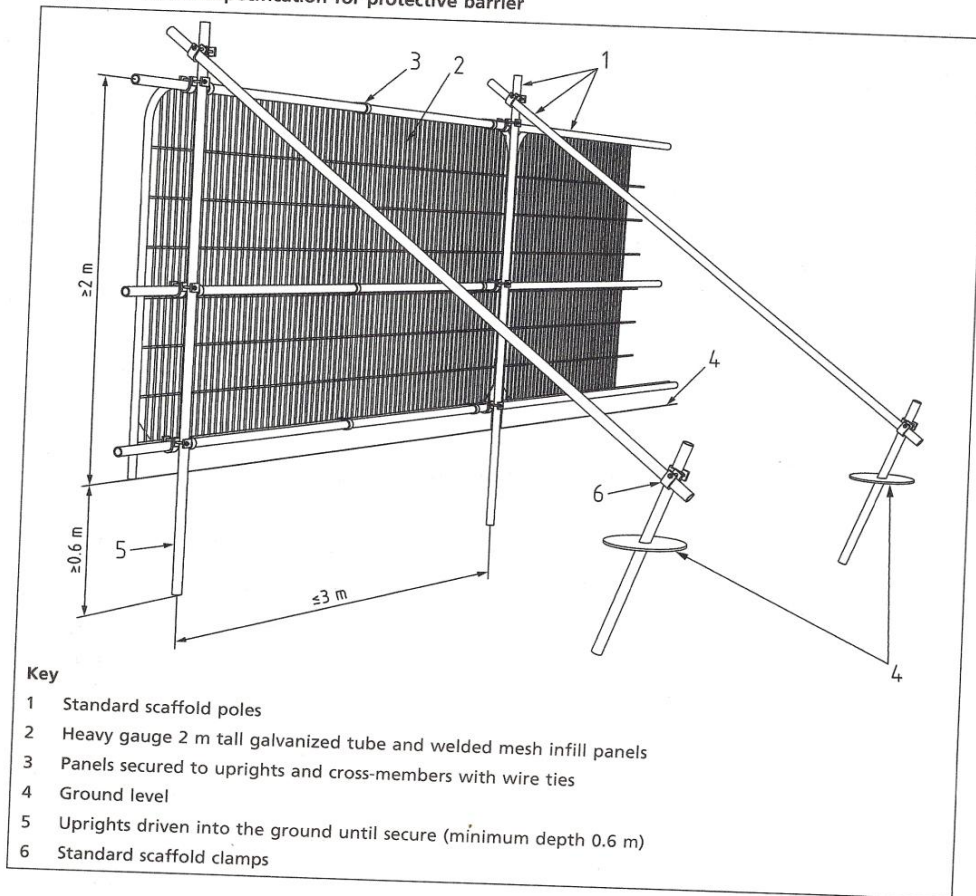 for protective barrier
3
2
1
≥2 m
4
6
≥0.6 m
5
≤3 m
4
Key
1 Standard scaffold poles
2 Heavy gauge 2 m tall galvanized tube and welded mesh infill panels
3 Panels secured to uprights and cross-members with wire ties
4 Ground level
5 Uprights driven into the ground until secure (minimum depth 0.6 m)
6 Standard scaffold clamps